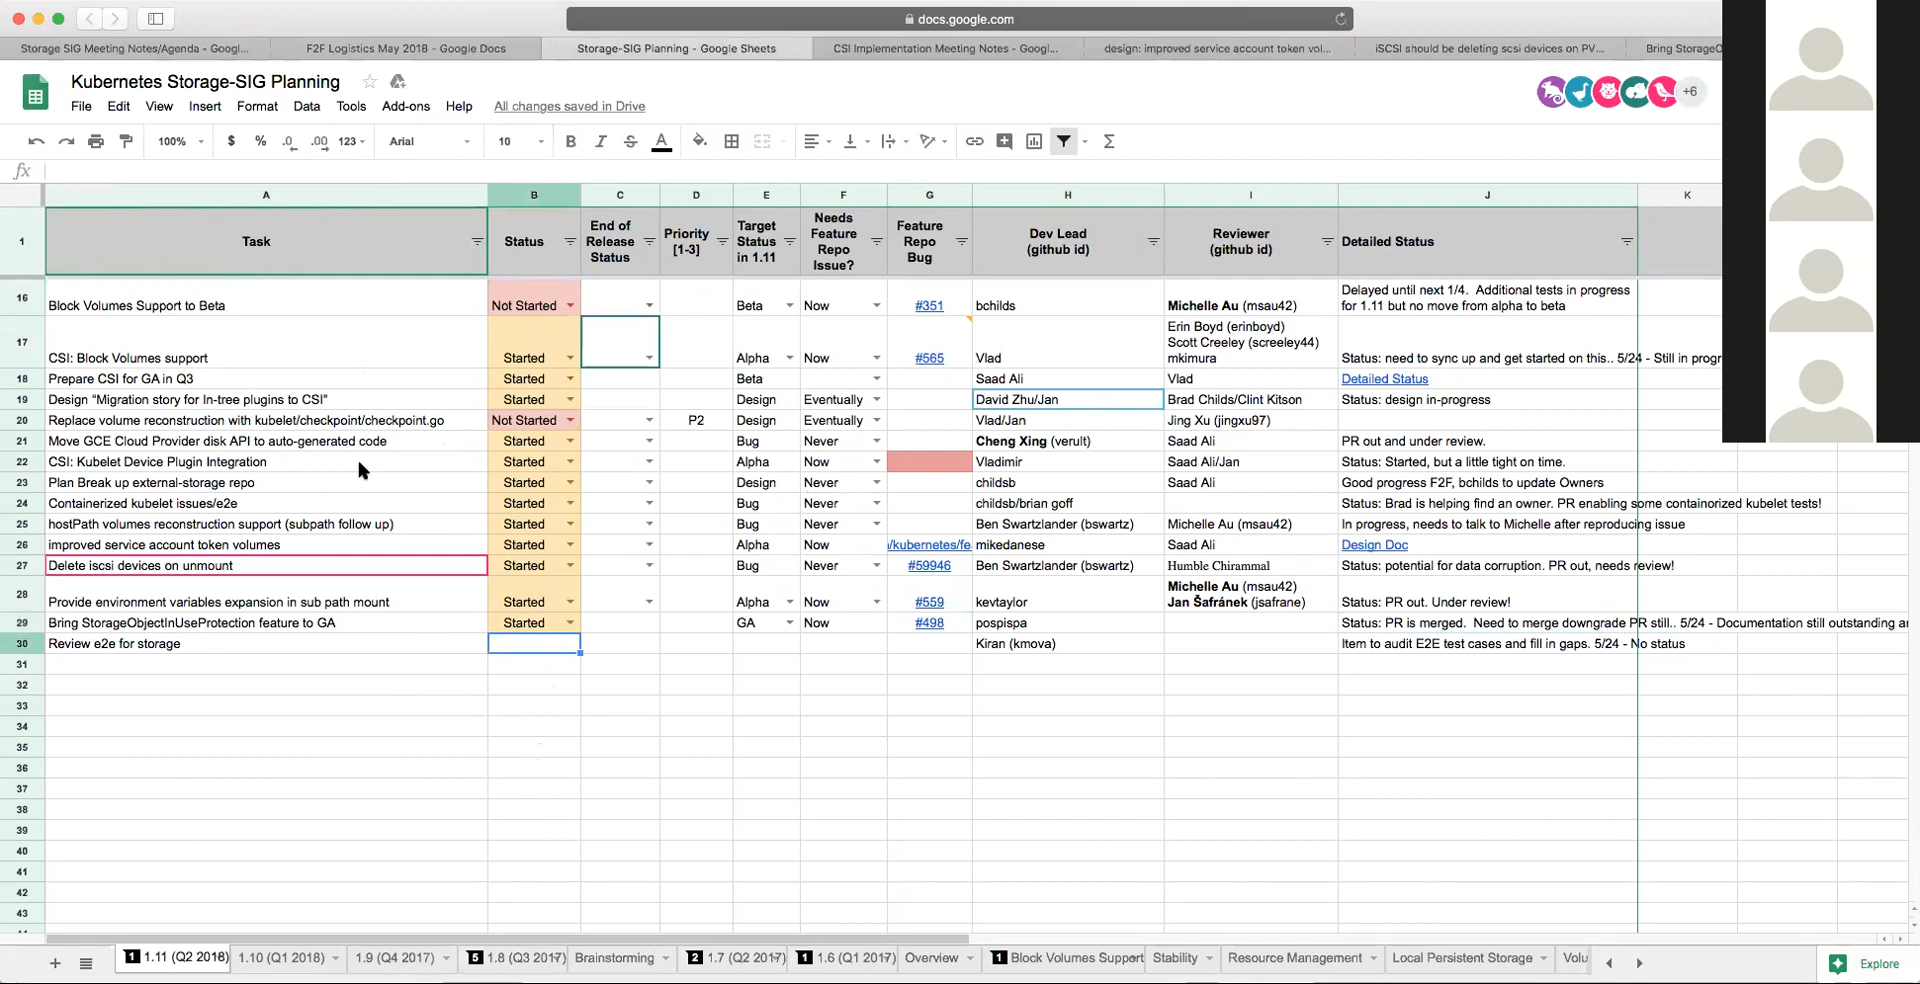 docs.google.com
Storage SIG Meeting Notes/Agenda - Googl...
F2F Logistics May 2018 - Google Docs
Storage-SIG Planning - Google Sheets
CSI Implementation Meeting Notes - Goog...
design: improved service account token vol...
iSCSI should be deleting scsi devices on PV...
Bring StorageO
Kubernetes Storage-SIG Planning
+6
File Edit View Insert Format Data Tools Add-ons Help All changes saved in Drive
100% $ % .0 .00 123 Arial 10 B I S A
fx
A B C D E F G H I J K
1 Task Status End of Release Status Priority [1-3] Target Status in 1.11 Needs Feature Repo Issue? Feature Repo Bug Dev Lead (github id) Reviewer (github id) Detailed Status
16 Block Volumes Support to Beta Not Started Beta Now #351 bchilds Michelle Au (msau42) Delayed until next 1/4. Additional tests in progress for 1.11 but no move from alpha to beta
17 CSI: Block Volumes support Started Alpha Now #565 Vlad Erin Boyd (erinboyd) Scott Creeley (screeley44) mkimura Status: need to sync up and get started on this.. 5/24 - Still in progr
18 Prepare CSI for GA in Q3 Started Beta Saad Ali Vlad Detailed Status
19 Design “Migration story for In-tree plugins to CSI” Started Design Eventually David Zhu/Jan Brad Childs/Clint Kitson Status: design in-progress
20 Replace volume reconstruction with kubelet/checkpoint/checkpoint.go Not Started P2 Design Eventually Vlad/Jan Jing Xu (jingxu97)
21 Move GCE Cloud Provider disk API to auto-generated code Started Bug Never Cheng Xing (verult) Saad Ali PR out and under review.
22 CSI: Kubelet Device Plugin Integration Started Alpha Now Vladimir Saad Ali/Jan Status: Started, but a little tight on time.
23 Plan Break up external-storage repo Started Design Never childsb Saad Ali Good progress F2F, bchilds to update Owners
24 Containerized kubelet issues/e2e Started Bug Never childsb/brian goff Status: Brad is helping find an owner. PR enabling some containorized kubelet tests!
25 hostPath volumes reconstruction support (subpath follow up) Started Bug Never Ben Swartzlander (bswartz) Michelle Au (msau42) In progress, needs to talk to Michelle after reproducing issue
26 improved service account token volumes Started Alpha Now /kubernetes/fe mikedanese Saad Ali Design Doc
27 Delete iscsi devices on unmount Started Bug Never #59946 Ben Swartzlander (bswartz) Humble Chirammal Status: potential for data corruption. PR out, needs review!
28 Provide environment variables expansion in sub path mount Started Alpha Now #559 kevtaylor Michelle Au (msau42) Jan Šafránek (jsafrane) Status: PR out. Under review!
29 Bring StorageObjectInUseProtection feature to GA Started GA Now #498 pospispa Status: PR is merged. Need to merge downgrade PR still.. 5/24 - Documentation still outstanding a
30 Review e2e for storage Kiran (kmova) Item to audit E2E test cases and fill in gaps. 5/24 - No status
31
32
33
34
35
36
37
38
39
40
41
42
43
1 1.11 (Q2 2018) 1.10 (Q1 2018) 1.9 (Q4 2017) 5 1.8 (Q3 2017) Brainstorming 2 1.7 (Q2 2017) 1 1.6 (Q1 2017) Overview 1 Block Volumes Support Stability Resource Management Local Persistent Storage Volu Explore